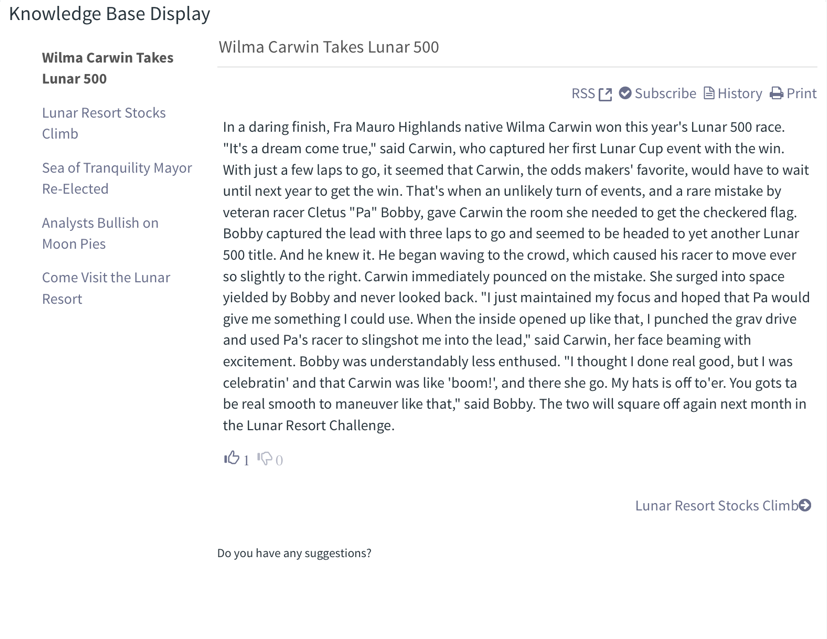 Knowledge Base Display
Wilma Carwin Takes
Lunar 500
Lunar Resort Stocks
Climb
Sea of Tranquility Mayor
Re-Elected
Analysts Bullish on
Moon Pies
Come Visit the Lunar
Resort
Wilma Carwin Takes Lunar 500
RSS Subscribe History Print
In a daring finish, Fra Mauro Highlands native Wilma Carwin won this year's Lunar 500 race.
"It's a dream come true," said Carwin, who captured her first Lunar Cup event with the win.
With just a few laps to go, it seemed that Carwin, the odds makers' favorite, would have to wait
until next year to get the win. That's when an unlikely turn of events, and a rare mistake by
veteran racer Cletus "Pa" Bobby, gave Carwin the room she needed to get the checkered flag.
Bobby captured the lead with three laps to go and seemed to be headed to yet another Lunar
500 title. And he knew it. He began waving to the crowd, which caused his racer to move ever
so slightly to the right. Carwin immediately pounced on the mistake. She surged into space
yielded by Bobby and never looked back. "I just maintained my focus and hoped that Pa would
give me something I could use. When the inside opened up like that, I punched the grav drive
and used Pa's racer to slingshot me into the lead," said Carwin, her face beaming with
excitement. Bobby was understandably less enthused. "I thought I done real good, but I was
celebratin' and that Carwin was like 'boom!', and there she go. My hats is off to'er. You gots ta
be real smooth to maneuver like that," said Bobby. The two will square off again next month in
the Lunar Resort Challenge.
1 0
Lunar Resort Stocks Climb
Do you have any suggestions?